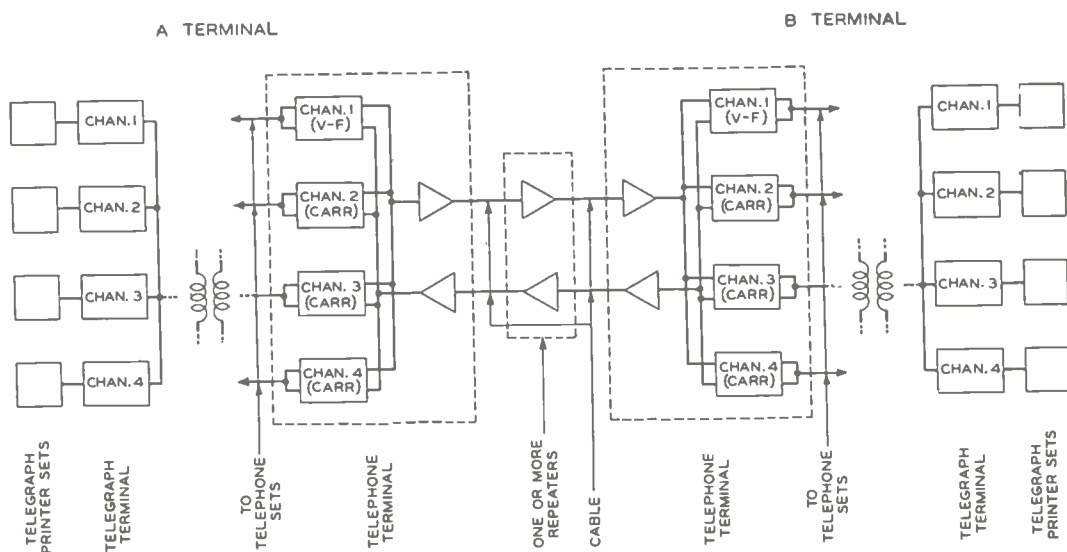 A TERMINAL
B TERMINAL
CHAN.1
CHAN.2
CHAN.3
CHAN.4
CHAN.1
(V-F)
CHAN.2
(CARR)
CHAN.3
(CARR)
CHAN.4
(CARR)
CHAN.1
(V-F)
CHAN.2
(CARR)
CHAN.3
(CARR)
CHAN.4
(CARR)
CHAN.1
CHAN.2
CHAN.3
CHAN.4
TELEGRAPH
PRINTER SETS
TELEGRAPH
TERMINAL
TO
TELEPHONE
SETS
TELEPHONE
TERMINAL
ONE OR MORE
REPEATERS
CABLE
TELEPHONE
TERMINAL
TO
TELEPHONE
SETS
TELEGRAPH
TERMINAL
TELEGRAPH
PRINTER SETS